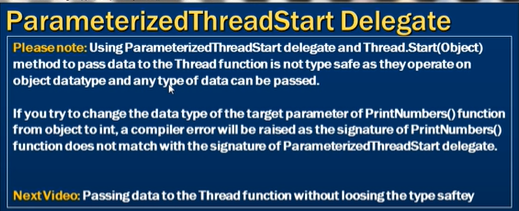 ParameterizedThreadStart Delegate
Please note: Using ParameterizedThreadStart delegate and Thread.Start(Object)
method to pass data to the Thread function is not type safe as they operate on
object datatype and any type of data can be passed.
If you try to change the data type of the target parameter of PrintNumbers() function
from object to int, a compiler error will be raised as the signature of PrintNumbers()
function does not match with the signature of ParameterizedThreadStart delegate.
Next Video: Passing data to the Thread function without loosing the type saftey